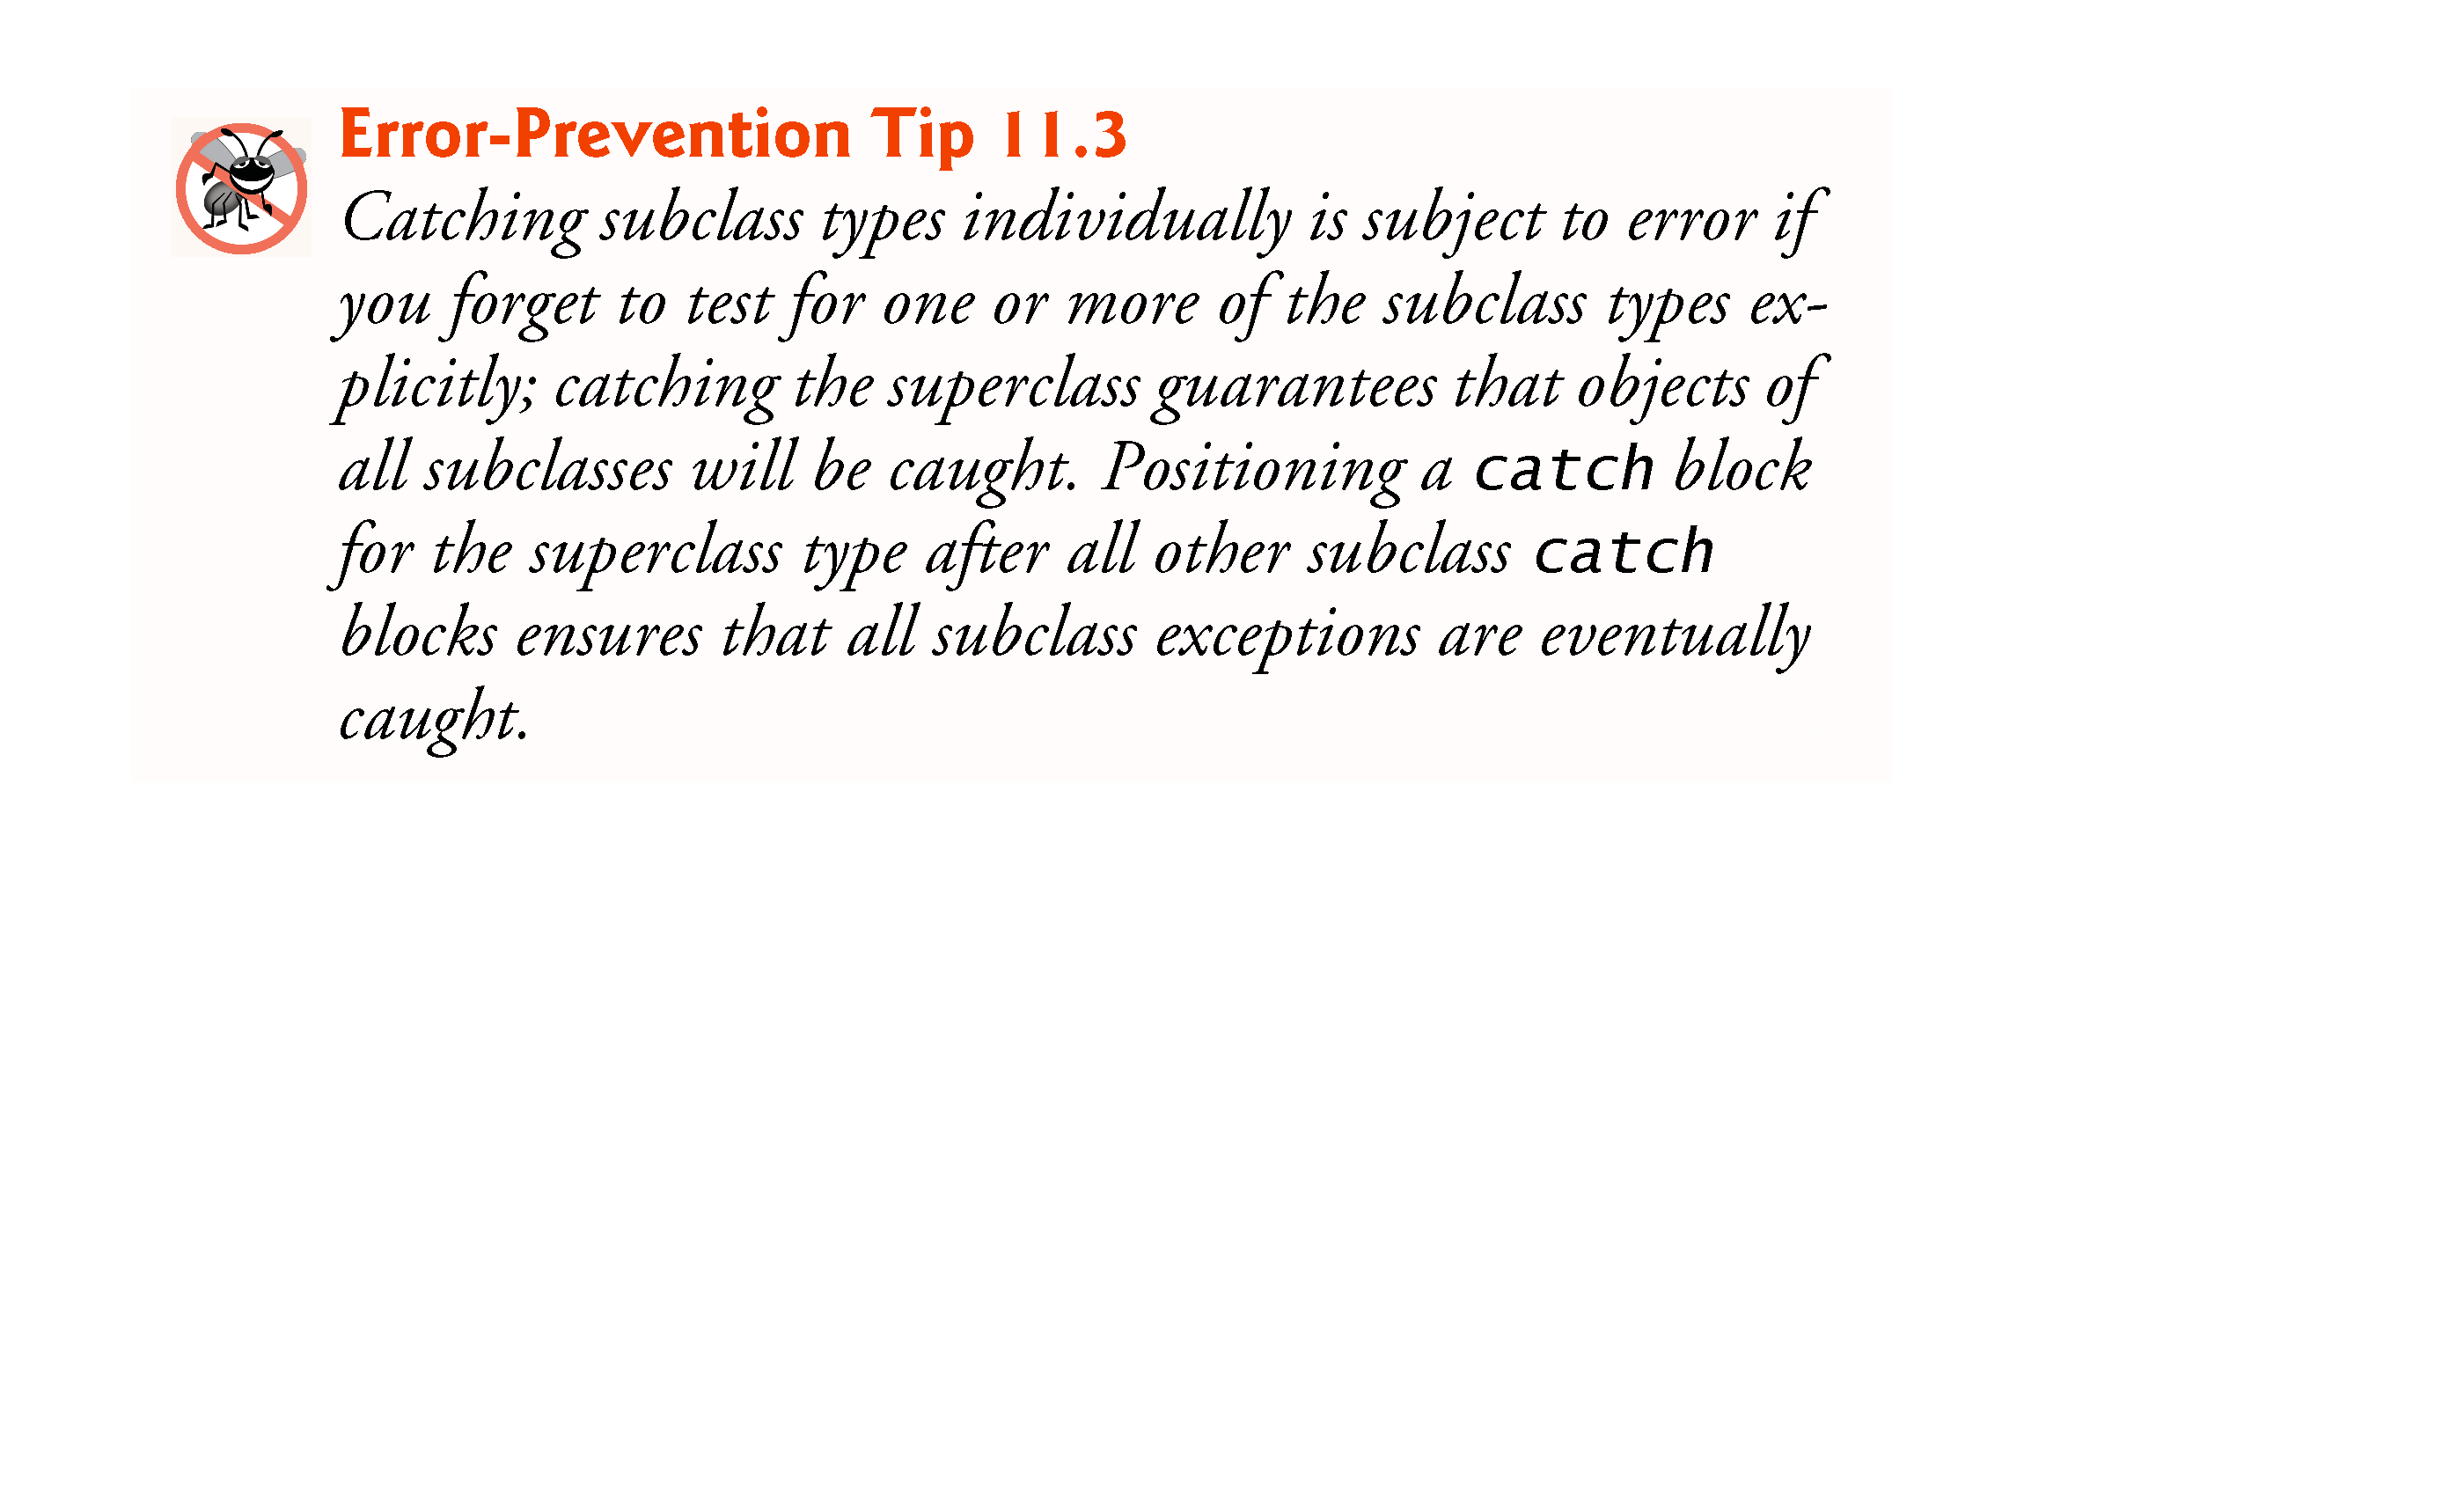 Error-Prevention Tip 11.3
Catching subclass types individually is subject to error if
you forget to test for one or more of the subclass types ex-
plicitly; catching the superclass guarantees that objects of
all subclasses will be caught. Positioning a catch block
for the superclass type after all other subclass catch
blocks ensures that all subclass exceptions are eventually
caught.